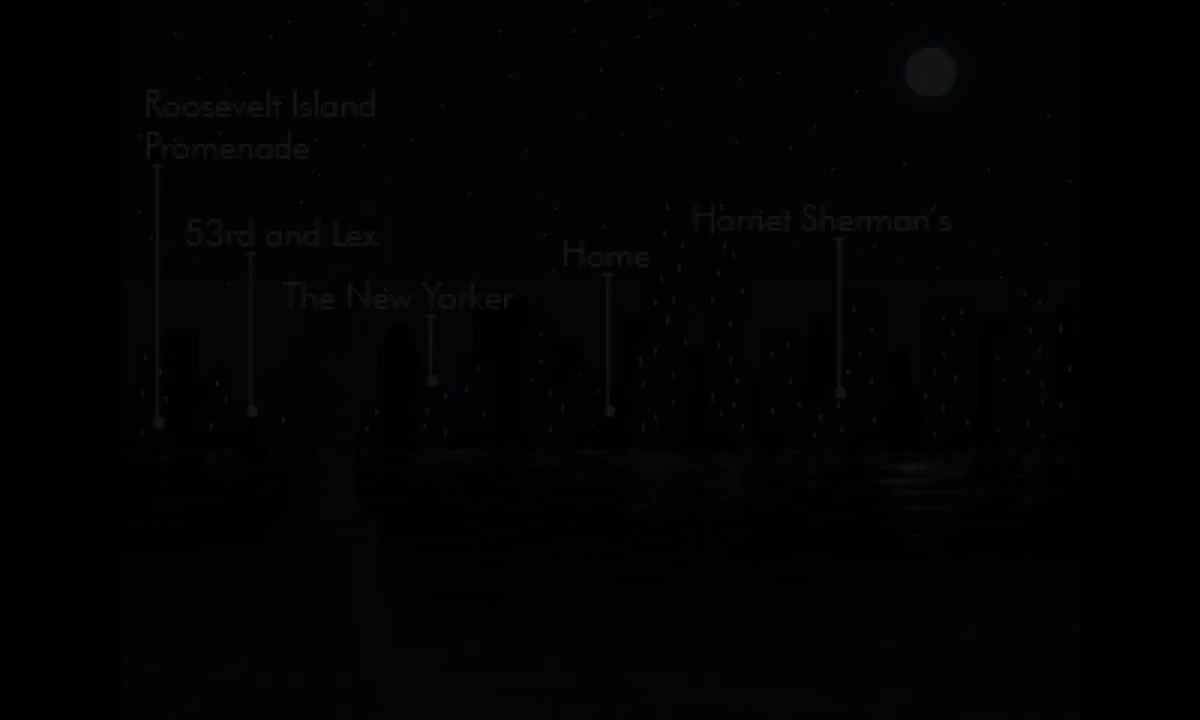 Roosevelt Island
Promenade
53rd and Lex
The New Yorker
Home
Harriet Sherman's